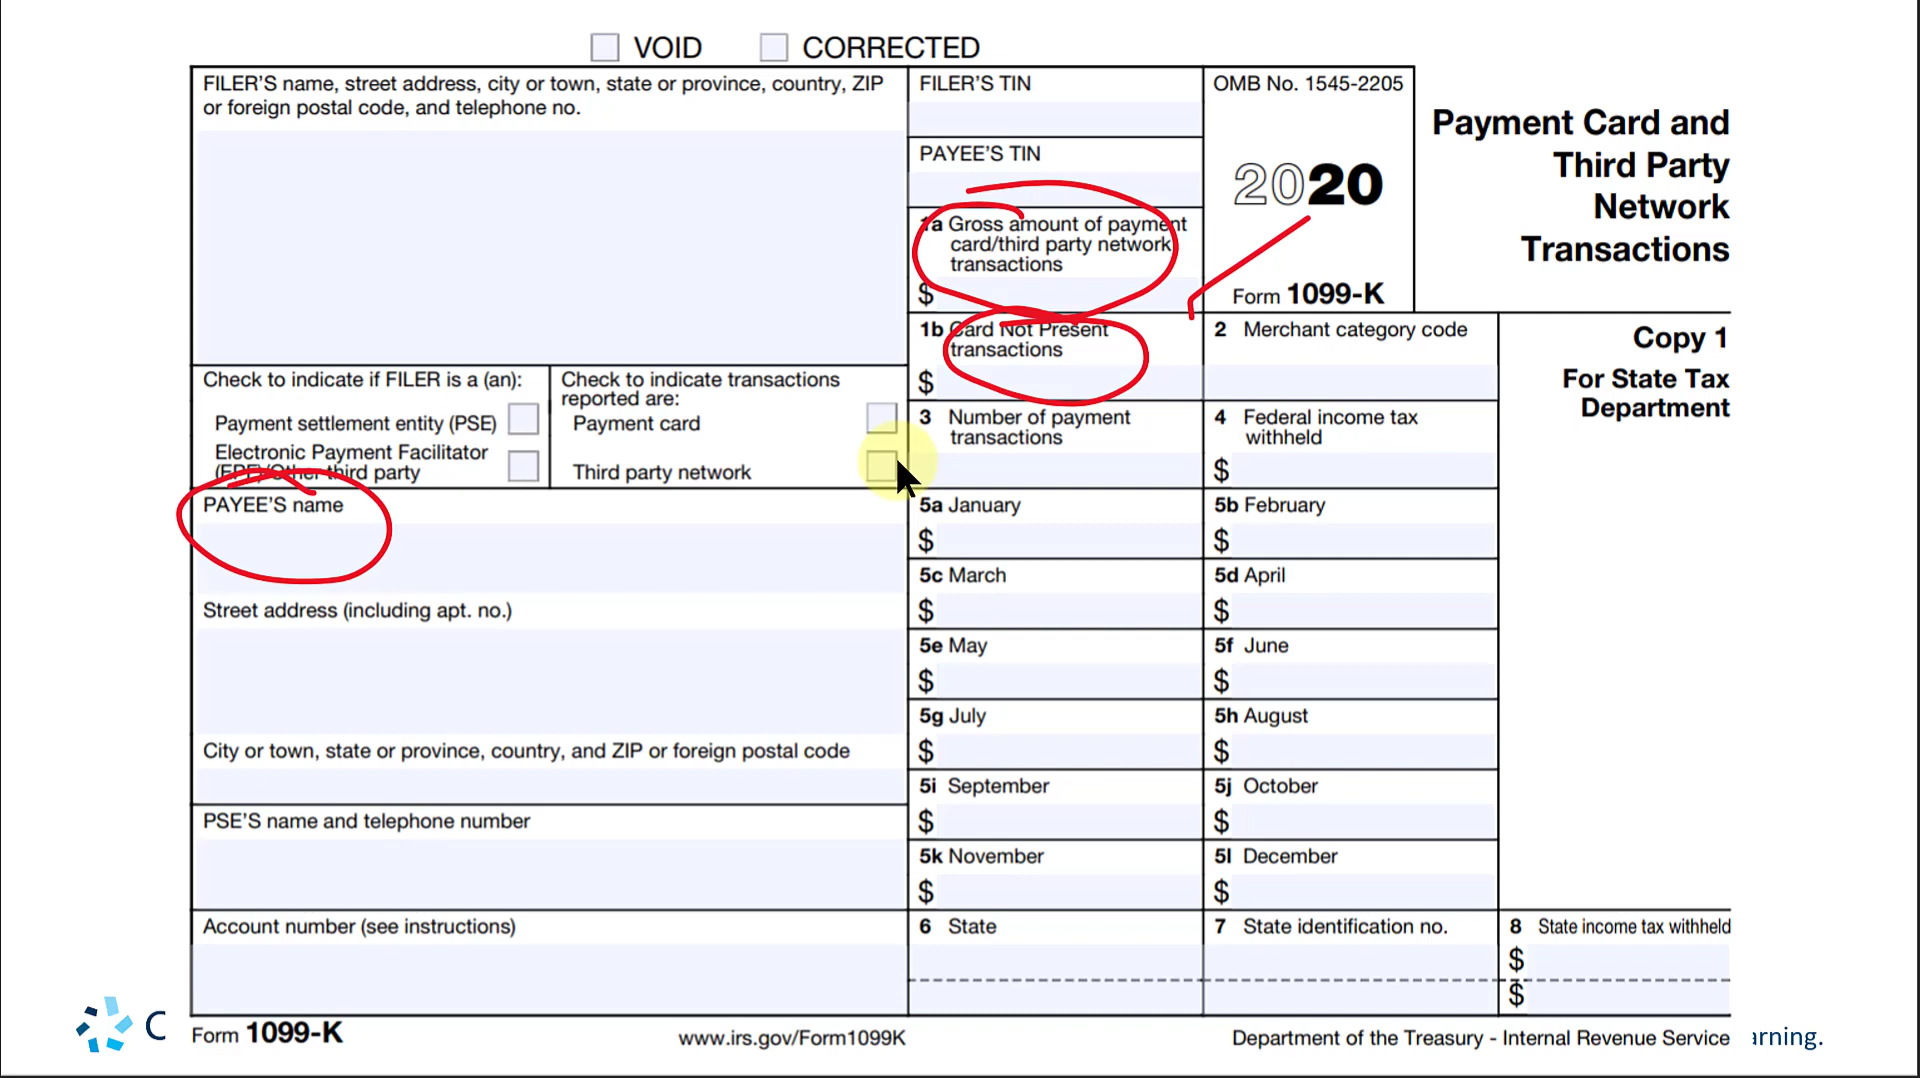 VOID CORRECTED
FILER'S name, street address, city or town, state or province, country, ZIP
or foreign postal code, and telephone no.
FILER'S TIN
PAYEE'S TIN
OMB No. 1545-2205
2020
Form 1099-K
Payment Card and
Third Party
Network
Transactions
1a Gross amount of payment
card/third party network
transactions
$
1b Card Not Present
transactions
$
2 Merchant category code
Copy 1
For State Tax
Department
Check to indicate if FILER is a (an):
Payment settlement entity (PSE)
Electronic Payment Facilitator
(EPF)/Other third party
Check to indicate transactions
reported are:
Payment card
Third party network
3 Number of payment
transactions
4 Federal income tax
withheld
$
PAYEE'S name
Street address (including apt. no.)
City or town, state or province, country, and ZIP or foreign postal code
PSE'S name and telephone number
Account number (see instructions)
5a January
$
5b February
$
5c March
$
5d April
$
5e May
$
5f June
$
5g July
$
5h August
$
5i September
$
5j October
$
5k November
$
5l December
$
6 State
7 State identification no.
8 State income tax withheld
$
$
Form 1099-K
www.irs.gov/Form1099K
Department of the Treasury - Internal Revenue Service
C
arning.